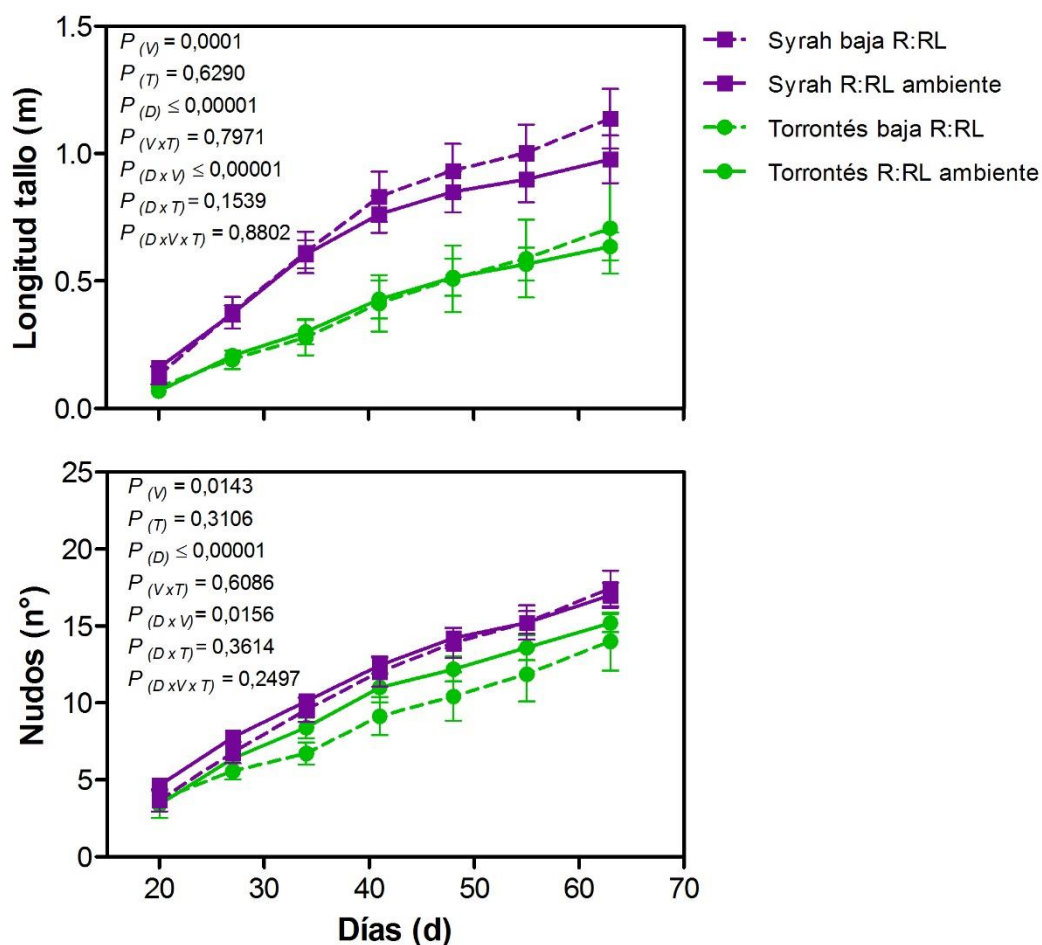 Longitud tallo (m)
1.5
1.0
0.5
0.0
P (V) = 0,0001
P (T) = 0,6290
P (D) ≤ 0,00001
P (V x T) = 0,7971
P (D x V) ≤ 0,00001
P (D x T) = 0,1539
P (D x V x T) = 0,8802
Syrah baja R:RL
Syrah R:RL ambiente
Torrontés baja R:RL
Torrontés R:RL ambiente
Nudos (n°)
25
20
15
10
5
0
P (V) = 0,0143
P (T) = 0,3106
P (D) ≤ 0,00001
P (V x T) = 0,6086
P (D x V) = 0,0156
P (D x T) = 0,3614
P (D x V x T) = 0,2497
20 30 40 50 60 70
Días (d)